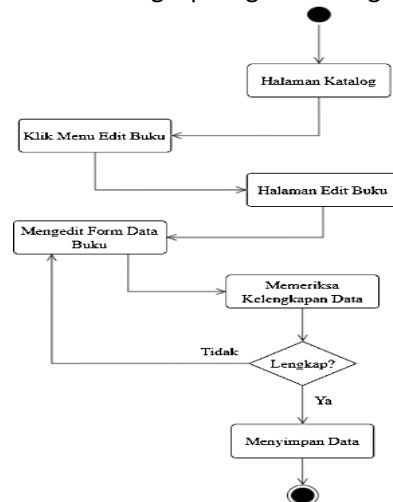 Halaman Katalog
Klik Menu Edit Buku
Halaman Edit Buku
Mengedit Form Data
Buku
Memeriksa
Kelengkapan Data
Tidak
Lengkap?
Ya
Menyimpan Data